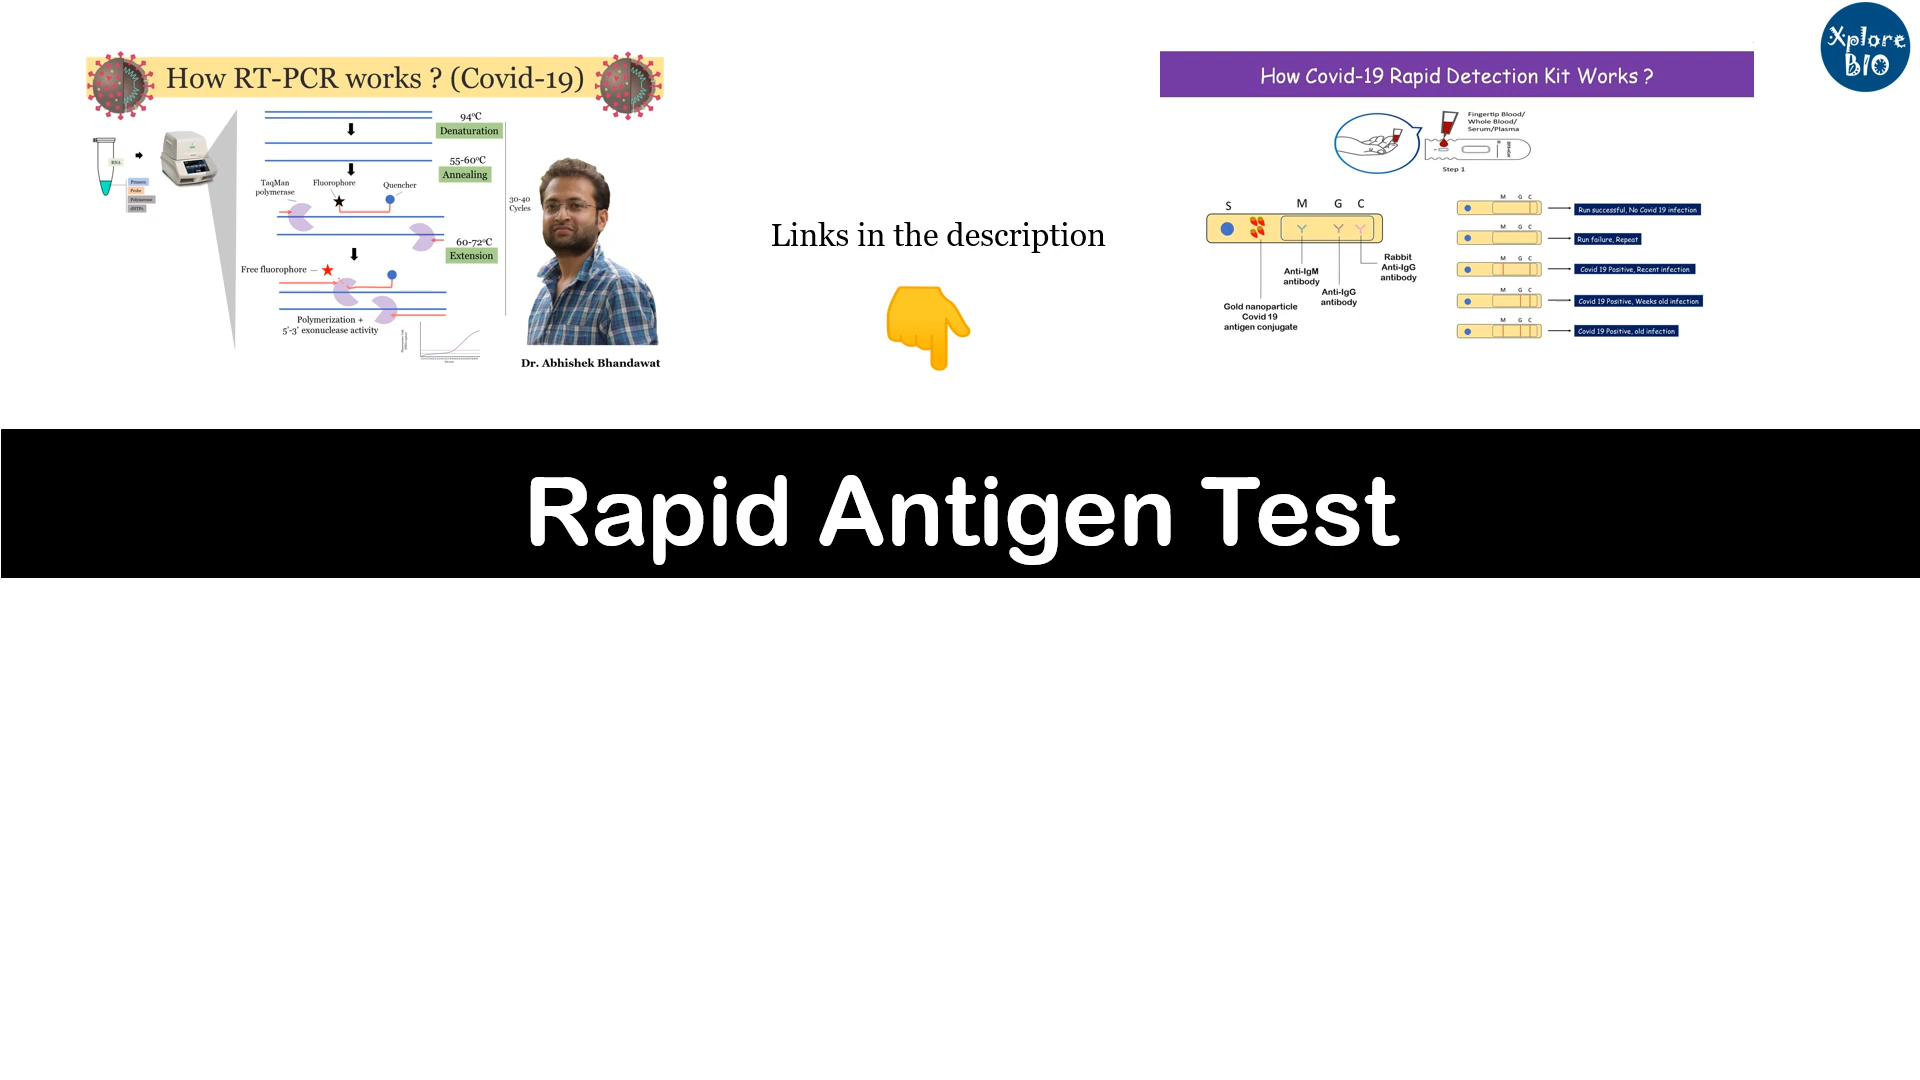 Xplore
BIO
How RT-PCR works ? (Covid-19)
94°C
Denaturation
55-60°C
Annealing
RNA
Primers
Probe
Polymerase
dNTPs
TaqMan
polymerase
Fluorophore
Quencher
30-40
Cycles
60-72°C
Extension
Free fluorophore
Polymerization +
5'-3' exonuclease activity
Dr. Abhishek Bhandawat
Links in the description
How Covid-19 Rapid Detection Kit Works ?
Fingertip Blood/
Whole Blood/
Serum/Plasma
Step 1
S
M G C
Anti-IgM
antibody
Anti-IgG
antibody
Rabbit
Anti-IgG
antibody
Gold nanoparticle
Covid 19
antigen conjugate
M G C
Run successful, No Covid 19 infection
M G C
Run failure, Repeat
M G C
Covid 19 Positive, Recent infection
M G C
Covid 19 Positive, Weeks old infection
M G C
Covid 19 Positive, old infection
Rapid Antigen Test